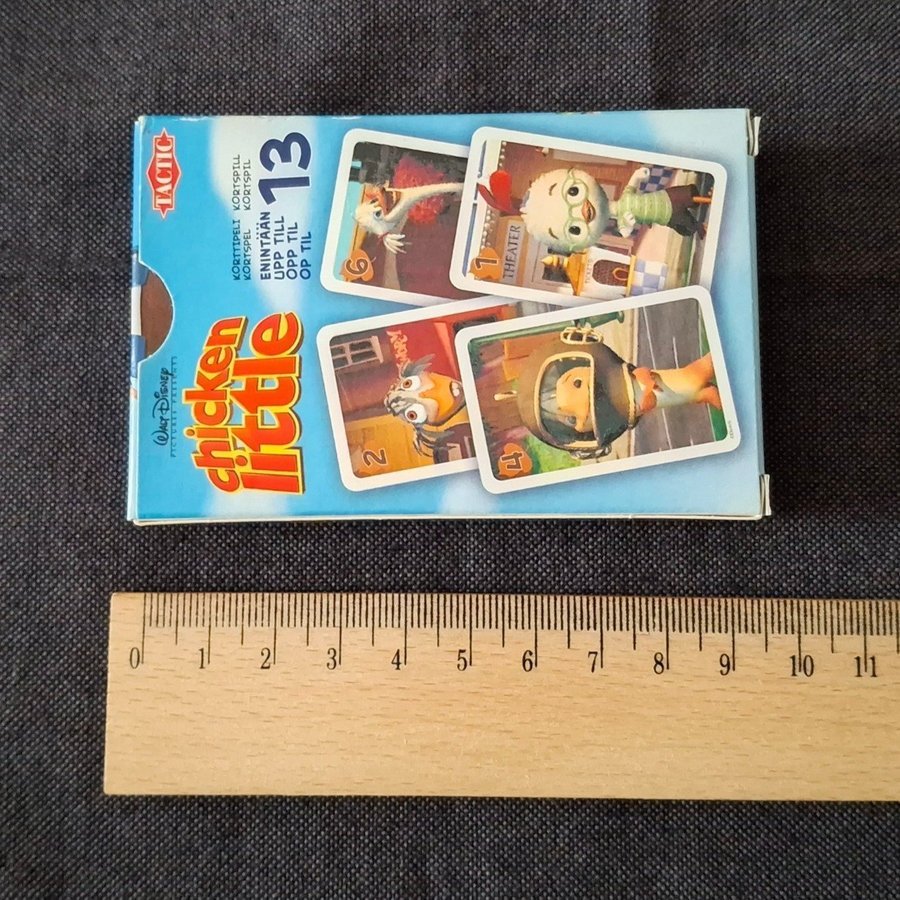 TACTIC
KORTTIPELI KORTSPILL
KORTSPEL KORTSPIL
ENINTÄÄN
UPP TILL
OPP TIL
OP TIL
13
WALT DISNEY
PICTURES PRESENTS
chicken
little
6
1
THEATER
2
4
0 1 2 3 4 5 6 7 8 9 10 11